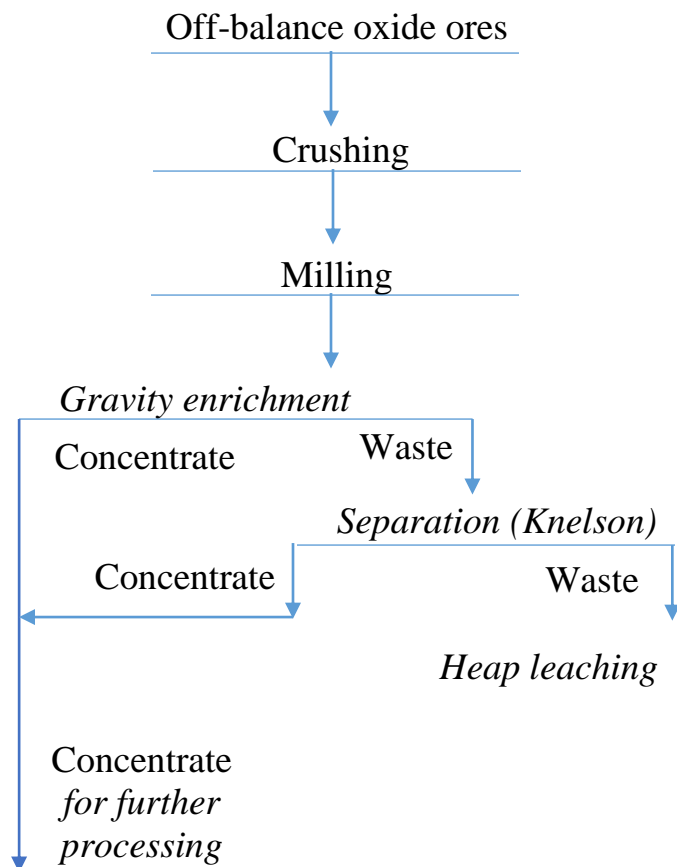 Off-balance oxide ores
Crushing
Milling
Gravity enrichment
Concentrate
Waste
Separation (Knelson)
Concentrate
Waste
Heap leaching
Concentrate
for further
processing